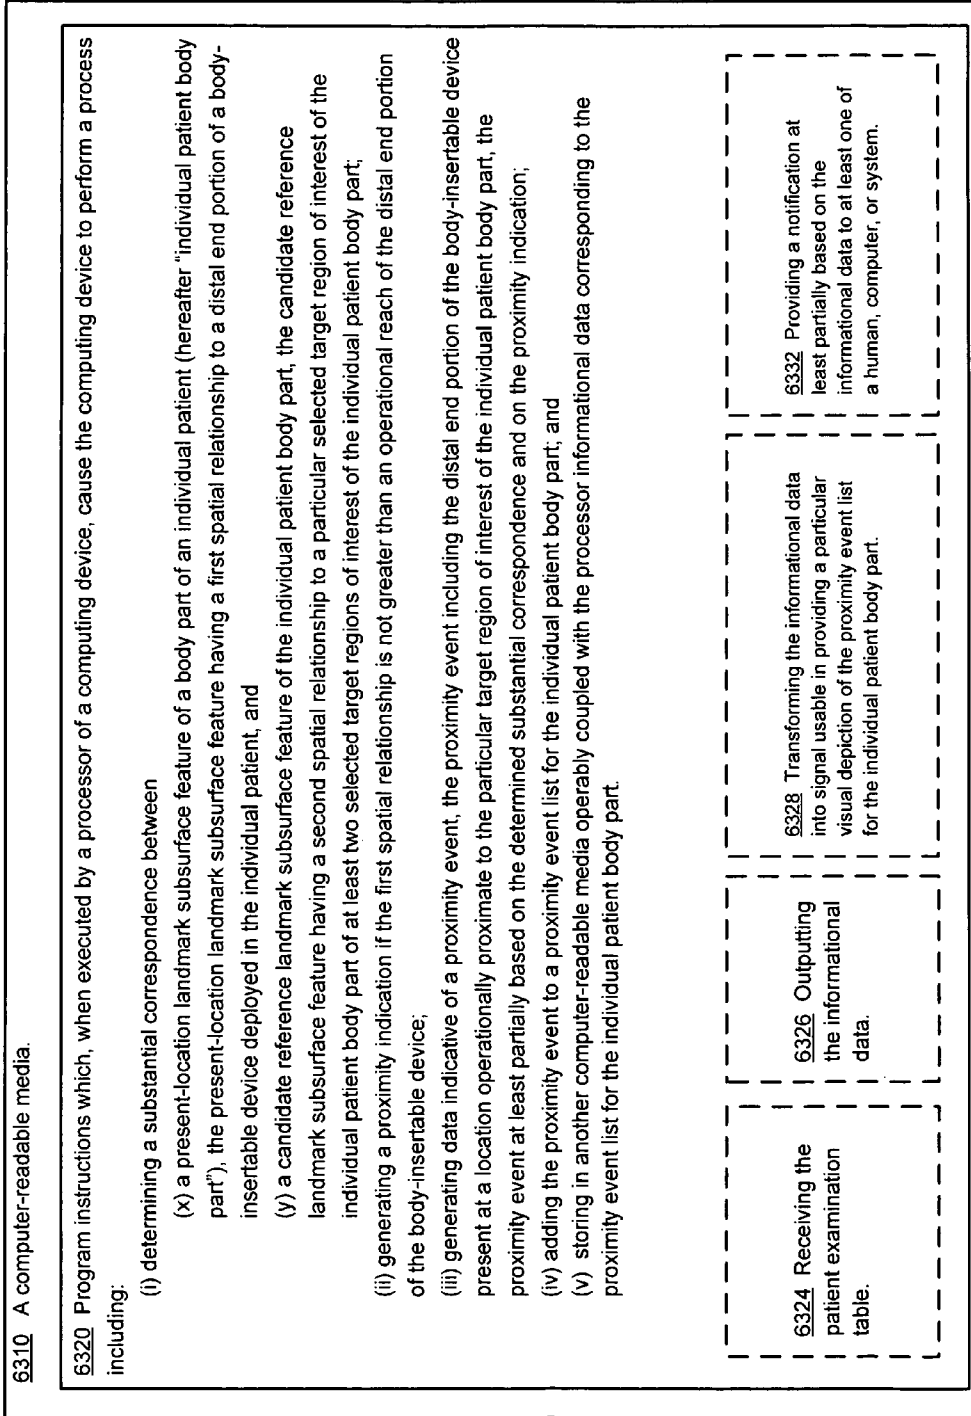 6310 A computer-readable media.
6320 Program instructions which, when executed by a processor of a computing device, cause the computing device to perform a process
including:
(i) determining a substantial correspondence between
(x) a present-location landmark subsurface feature of a body part of an individual patient (hereafter “individual patient body
part”), the present-location landmark subsurface feature having a first spatial relationship to a distal end portion of a body-
insertable device deployed in the individual patient, and
(y) a candidate reference landmark subsurface feature of the individual patient body part, the candidate reference
landmark subsurface feature having a second spatial relationship to a particular selected target region of interest of the
individual patient body part of at least two selected target regions of interest of the individual patient body part;
(ii) generating a proximity indication if the first spatial relationship is not greater than an operational reach of the distal end portion
of the body-insertable device;
(iii) generating data indicative of a proximity event, the proximity event including the distal end portion of the body-insertable device
present at a location operationally proximate to the particular target region of interest of the individual patient body part, the
proximity event at least partially based on the determined substantial correspondence and on the proximity indication;
(iv) adding the proximity event to a proximity event list for the individual patient body part; and
(v) storing in another computer-readable media operably coupled with the processor informational data corresponding to the
proximity event list for the individual patient body part.
6324 Receiving the
patient examination
table.
6326 Outputting
the informational
data.
6328 Transforming the informational data
into signal usable in providing a particular
visual depiction of the proximity event list
for the individual patient body part.
6332 Providing a notification at
least partially based on the
informational data to at least one of
a human, computer, or system.